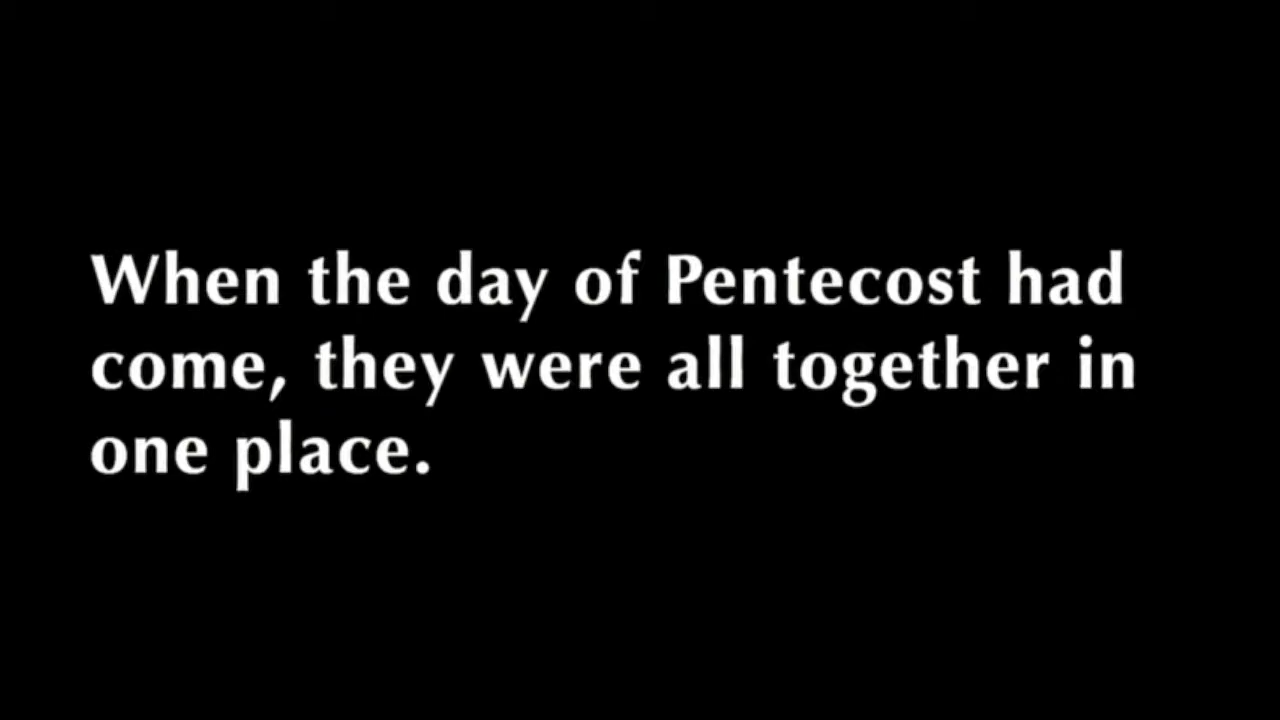 When the day of Pentecost had
come, they were all together in
one place.